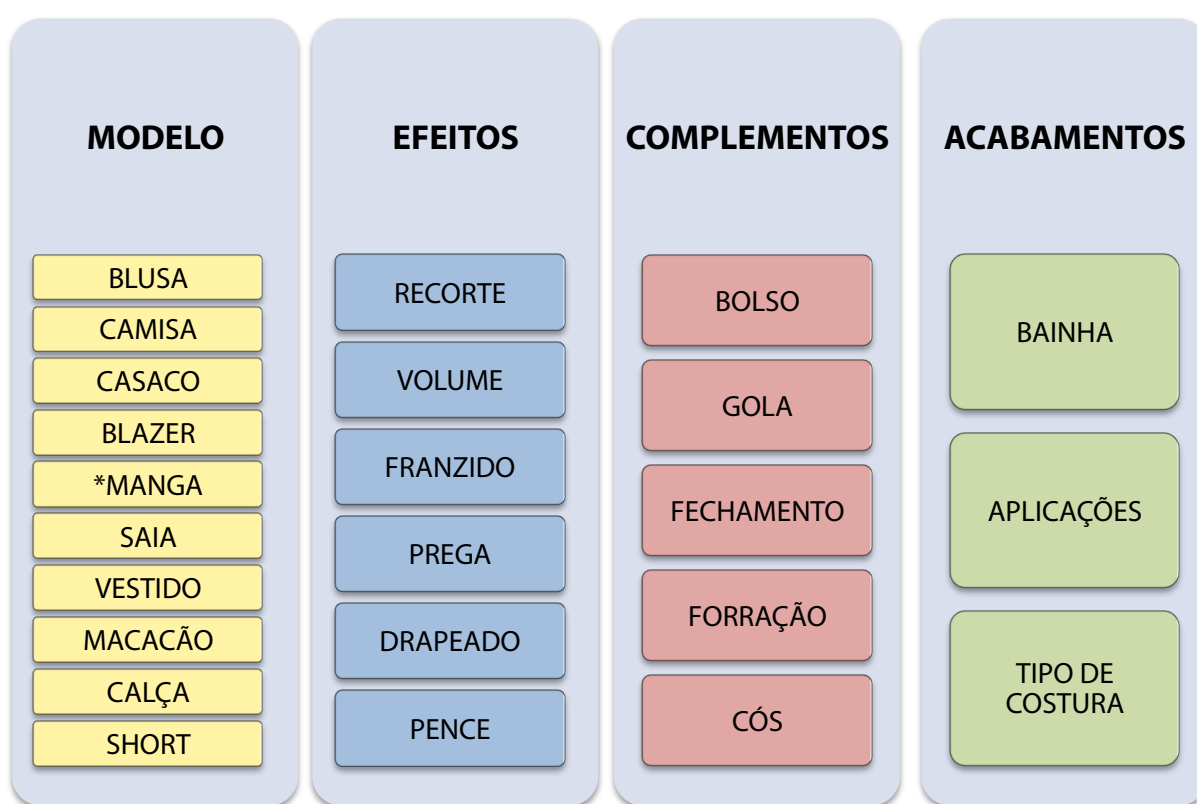 MODELO
BLUSA
CAMISA
CASACO
BLAZER
*MANGA
SAIA
VESTIDO
MACACÃO
CALÇA
SHORT
EFEITOS
RECORTE
VOLUME
FRANZIDO
PREGA
DRAPEADO
PENCE
COMPLEMENTOS
BOLSO
GOLA
FECHAMENTO
FORRAÇÃO
CÓS
ACABAMENTOS
BAINHA
APLICAÇÕES
TIPO DE
COSTURA